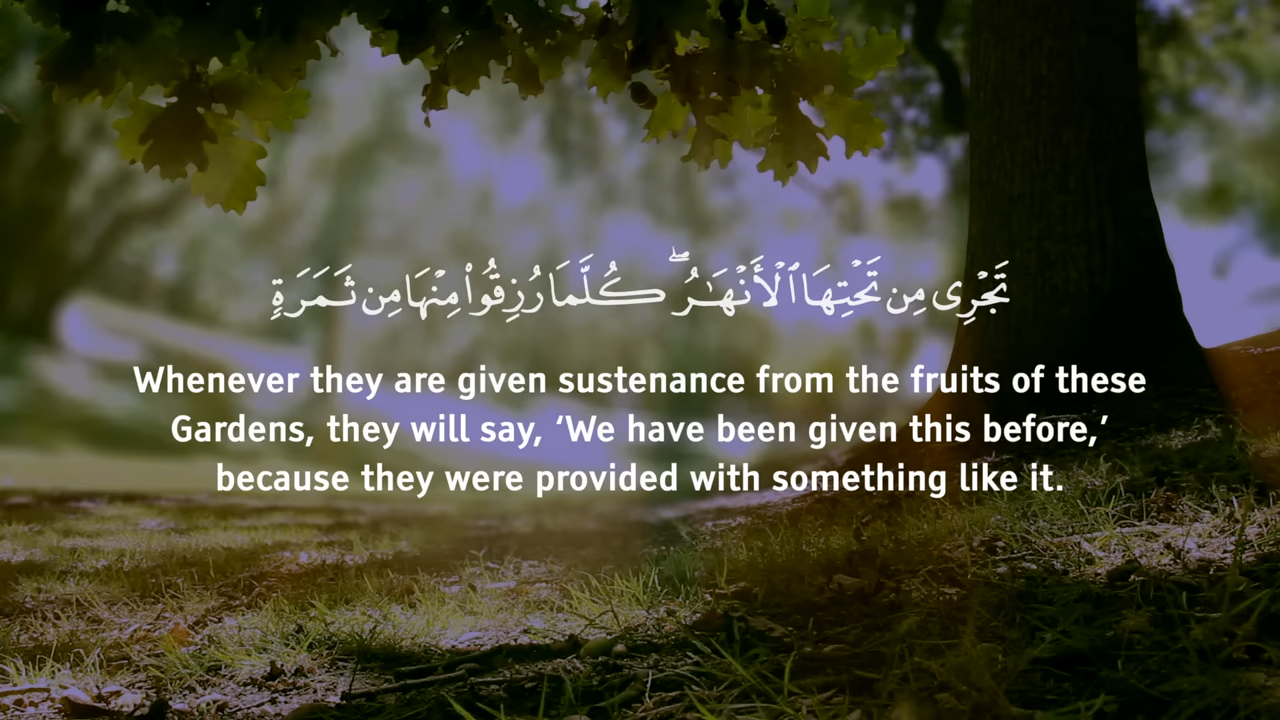 تَجْرِى مِن تَحْتِهَا ٱلْأَنْهَـٰرُ ۖ كُلَّمَا رُزِقُوا۟ مِنْهَا مِن ثَمَرَةٍ
Whenever they are given sustenance from the fruits of these
Gardens, they will say, ‘We have been given this before,’
because they were provided with something like it.